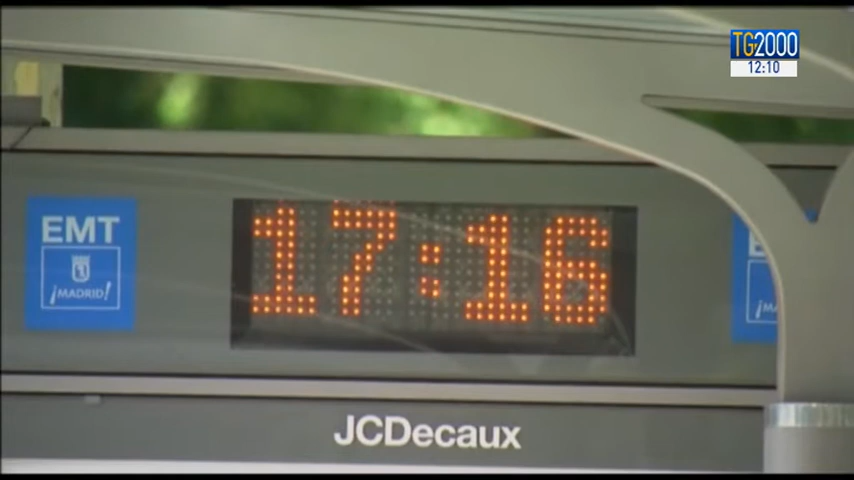 TG2000
12:10
EMT
¡MADRID!
17:16
E
¡M
JCDecaux